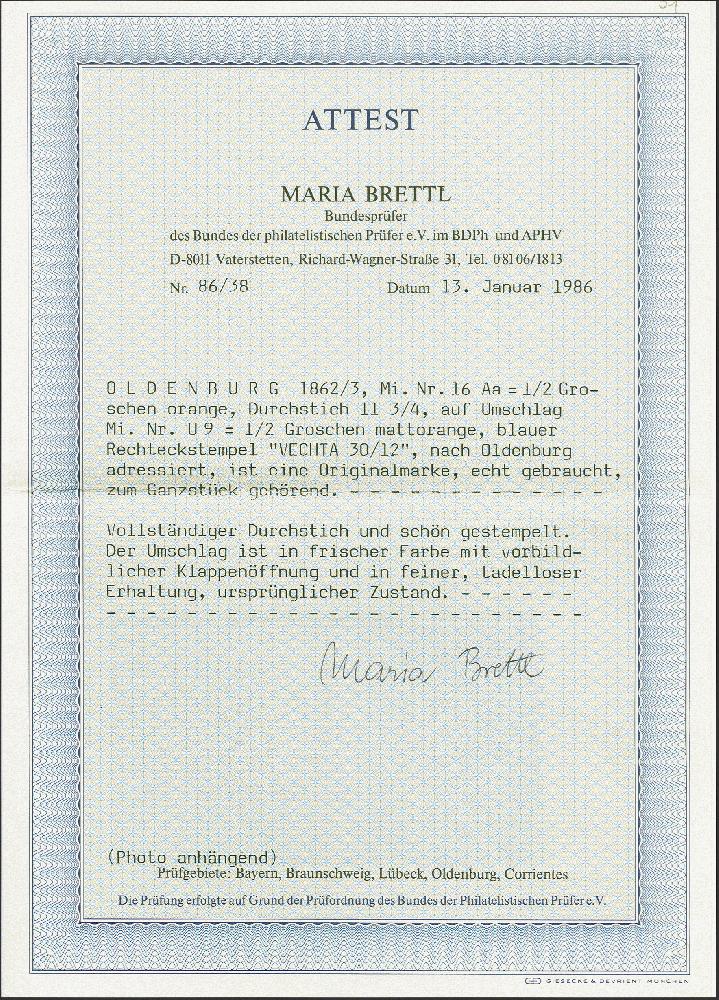 ATTEST
MARIA BRETTL
Bundesprüfer
des Bundes der philatelistischen Prüfer e.V. im BDPh und APHV
D-8011 Vaterstetten, Richard-Wagner-Straße 31, Tel. 08106/1813
Nr. 86/38 Datum 13. Januar 1986
O L D E N B U R G 1862/3, Mi. Nr. 16 Aa = 1/2 Gro-
schen orange, Durchstich 11 3/4, auf Umschlag
Mi. Nr. U 9 = 1/2 Groschen mattorange, blauer
Rechteckstempel "VECHTA 30/12", nach Oldenburg
adressiert, ist eine Originalmarke, echt gebraucht,
zum Ganzstück gehörend. - - - - - - - - - - - - -
Vollständiger Durchstich und schön gestempelt.
Der Umschlag ist in frischer Farbe mit vorbild-
licher Klappenöffnung und in feiner, tadelloser
Erhaltung, ursprünglicher Zustand. - - - - - -
- - - - - - - - - - - - - - - - - - - - - - - -
Maria Brettl
(Photo anhängend)
Prüfgebiete: Bayern, Braunschweig, Lübeck, Oldenburg, Corrientes
Die Prüfung erfolgte auf Grund der Prüfordnung des Bundes der Philatelistischen Prüfer e.V.
GIESECKE & DEVRIENT MÜNCHEN